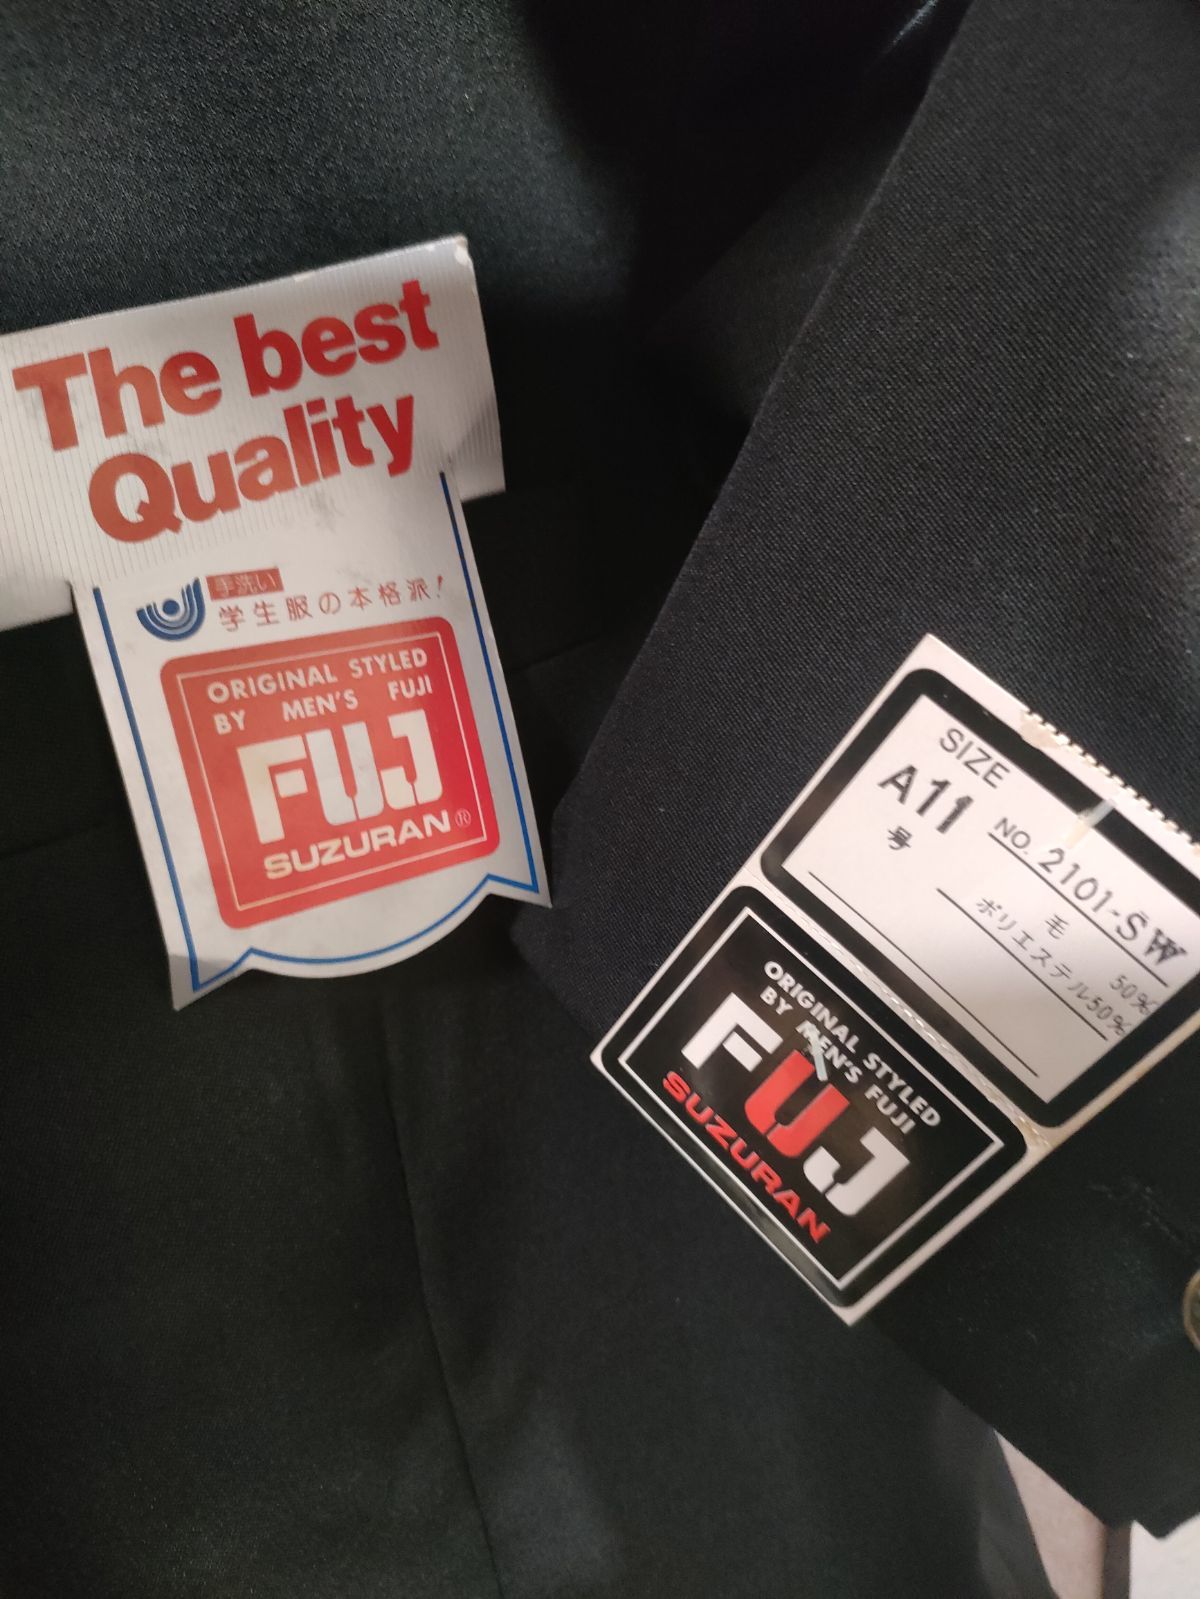 The best
Quality
手洗い
学生服の本格派!
ORIGINAL STYLED
BY MEN'S FUJI
FUJ
SUZURAN®
SIZE
A11
号
NO. 2101-SW
毛 50%
ポリエステル50%
ORIGINAL STYLED
BY MEN'S FUJI
FUJ
SUZURAN